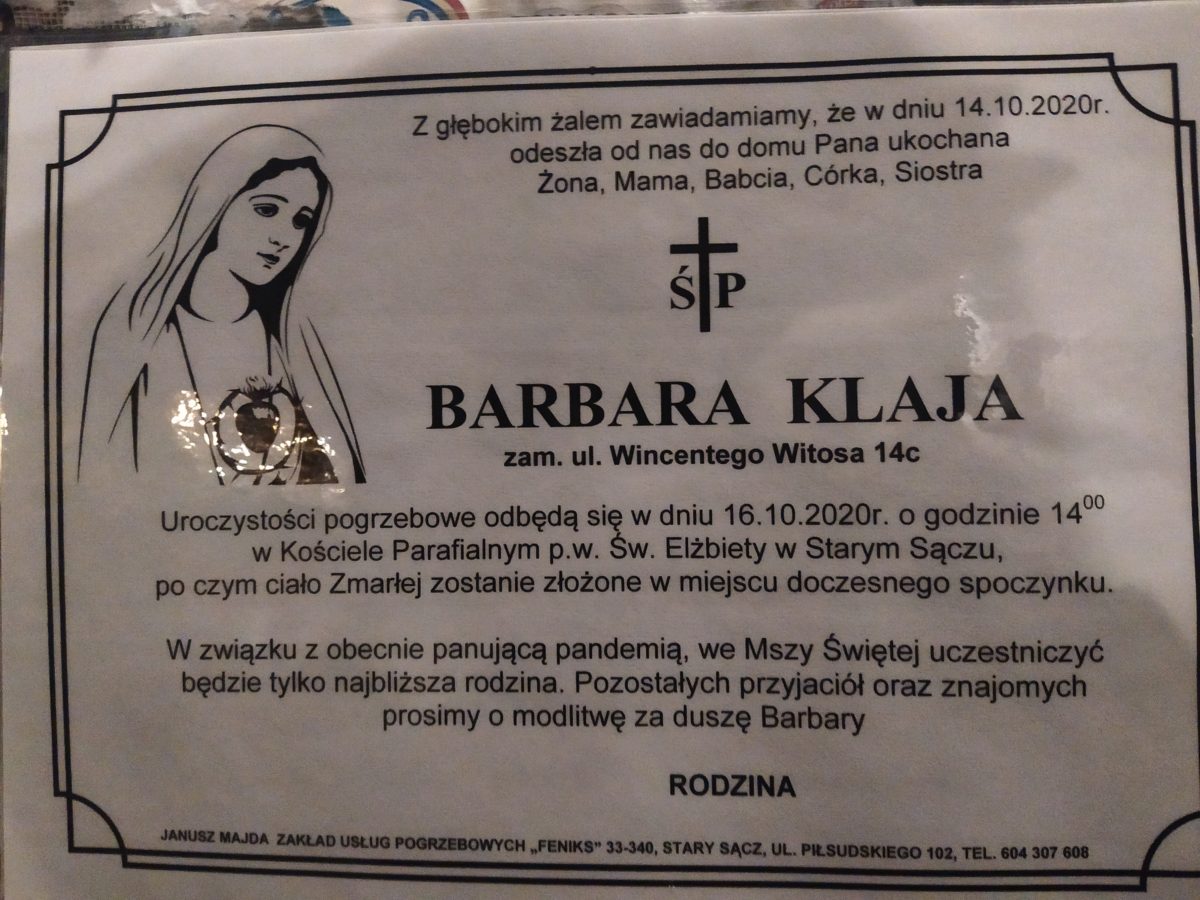 Z głębokim żalem zawiadamiamy, że w dniu 14.10.2020r.
odeszła od nas do domu Pana ukochana
Żona, Mama, Babcia, Córka, Siostra
Ś P
BARBARA KLAJA
zam. ul. Wincentego Witosa 14c
Uroczystości pogrzebowe odbędą się w dniu 16.10.2020r. o godzinie 14⁰⁰
w Kościele Parafialnym p.w. Św. Elżbiety w Starym Sączu,
po czym ciało Zmarłej zostanie złożone w miejscu doczesnego spoczynku.
W związku z obecnie panującą pandemią, we Mszy Świętej uczestniczyć
będzie tylko najbliższa rodzina. Pozostałych przyjaciół oraz znajomych
prosimy o modlitwę za duszę Barbary
RODZINA
JANUSZ MAJDA ZAKŁAD USŁUG POGRZEBOWYCH „FENIKS” 33-340, STARY SĄCZ, UL. PIŁSUDSKIEGO 102, TEL. 604 307 608